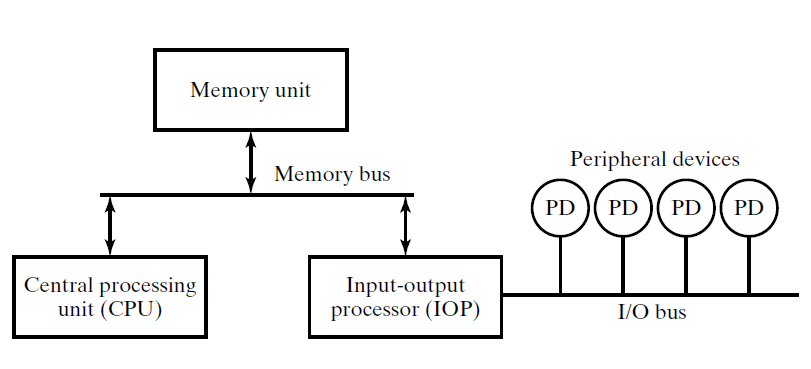 Memory unit
Memory bus
Peripheral devices
PD PD PD PD
Central processing
unit (CPU)
Input-output
processor (IOP)
I/O bus